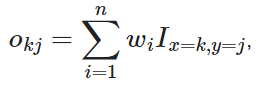 o_{kj} = \sum_{i=1}^{n} w_i I_{x=k,y=j},